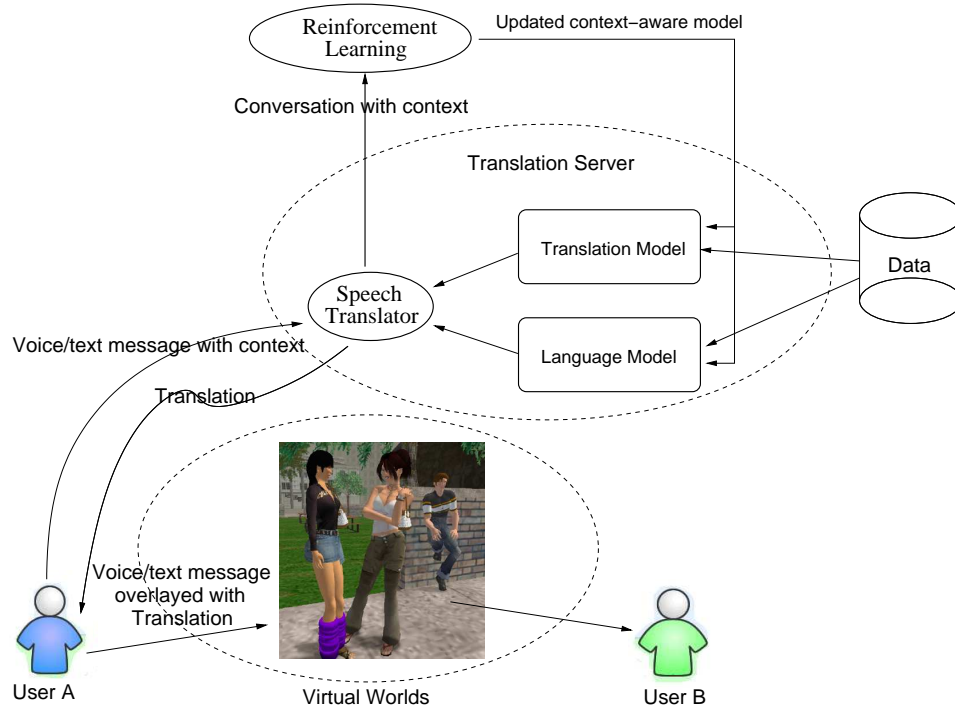 Reinforcement
Learning
Updated context-aware model
Conversation with context
Translation Server
Translation Model
Data
Speech
Translator
Language Model
Voice/text message with context
Translation
Voice/text message
overlayed with
Translation
User A
Virtual Worlds
User B